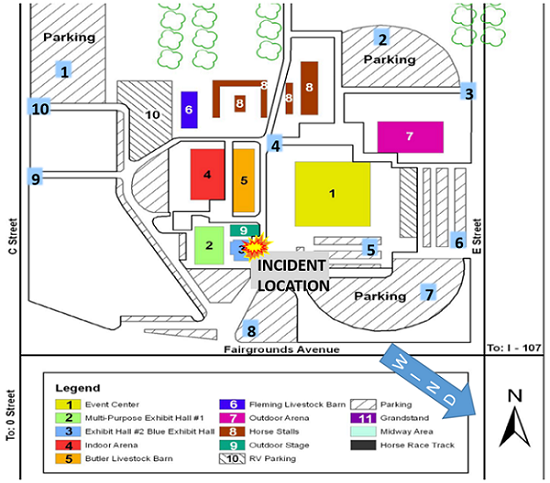 Parking
1
2
Parking
3
10
10
6
8
8
8
8
7
4
9
4
5
1
9
2
3
5
6
INCIDENT
LOCATION
Parking
7
8
C Street
E Street
Fairgrounds Avenue
To: I - 107
To: 0 Street
WIND
N
Legend
1 Event Center
2 Multi-Purpose Exhibit Hall #1
3 Exhibit Hall #2 Blue Exhibit Hall
4 Indoor Arena
5 Butler Livestock Barn
6 Fleming Livestock Barn
7 Outdoor Arena
8 Horse Stalls
9 Outdoor Stage
10 RV Parking
Parking
11 Grandstand
Midway Area
Horse Race Track